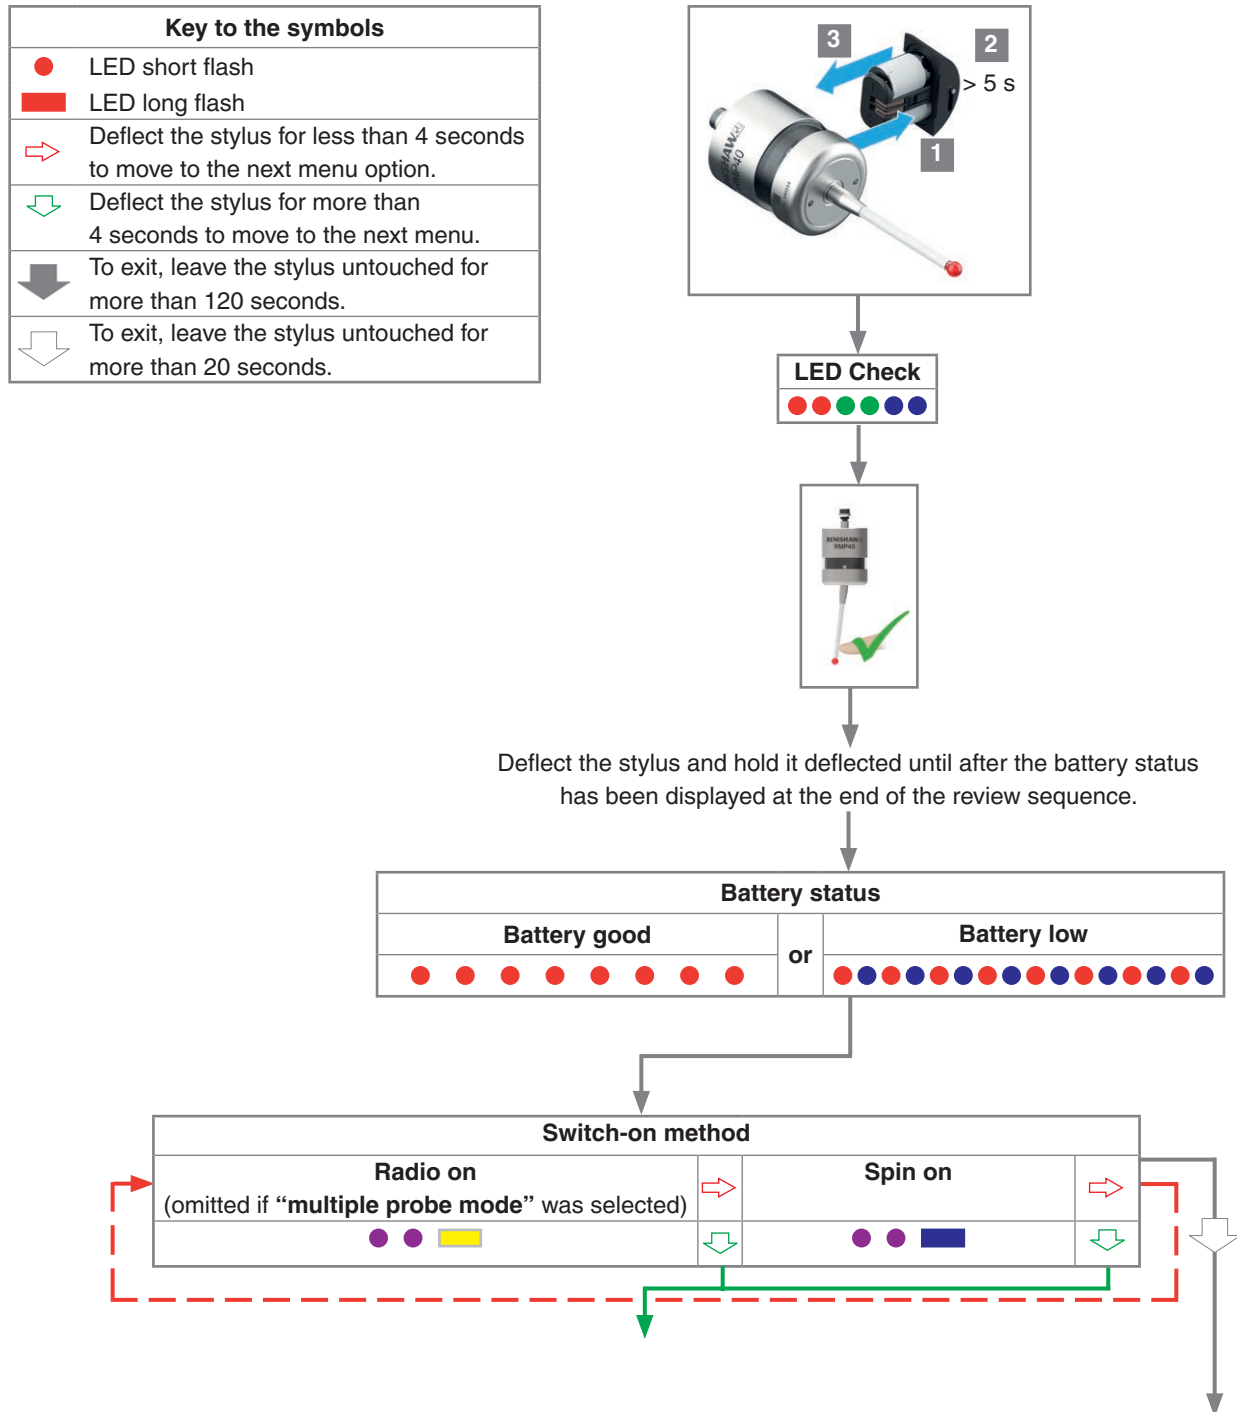 Key to the symbols
LED short flash
LED long flash
Deflect the stylus for less than 4 seconds
to move to the next menu option.
Deflect the stylus for more than
4 seconds to move to the next menu.
To exit, leave the stylus untouched for
more than 120 seconds.
To exit, leave the stylus untouched for
more than 20 seconds.
3
2
> 5 s
1
RENISHAW
RMP40
LED Check
RENISHAW
RMP40
Deflect the stylus and hold it deflected until after the battery status
has been displayed at the end of the review sequence.
Battery status
Battery good
or
Battery low
Switch-on method
Radio on
(omitted if “multiple probe mode” was selected)
Spin on